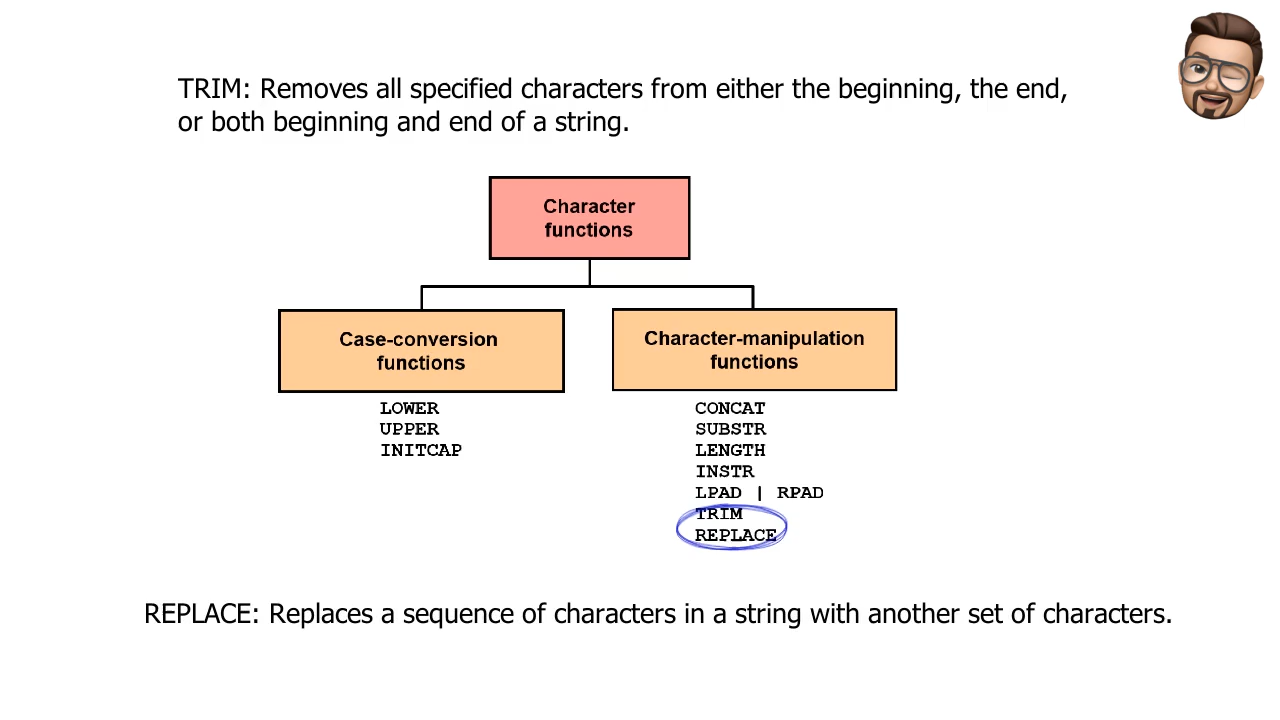 TRIM: Removes all specified characters from either the beginning, the end,
or both beginning and end of a string.
Character
functions
Case-conversion
functions
LOWER
UPPER
INITCAP
Character-manipulation
functions
CONCAT
SUBSTR
LENGTH
INSTR
LPAD | RPAD
TRIM
REPLACE
REPLACE: Replaces a sequence of characters in a string with another set of characters.